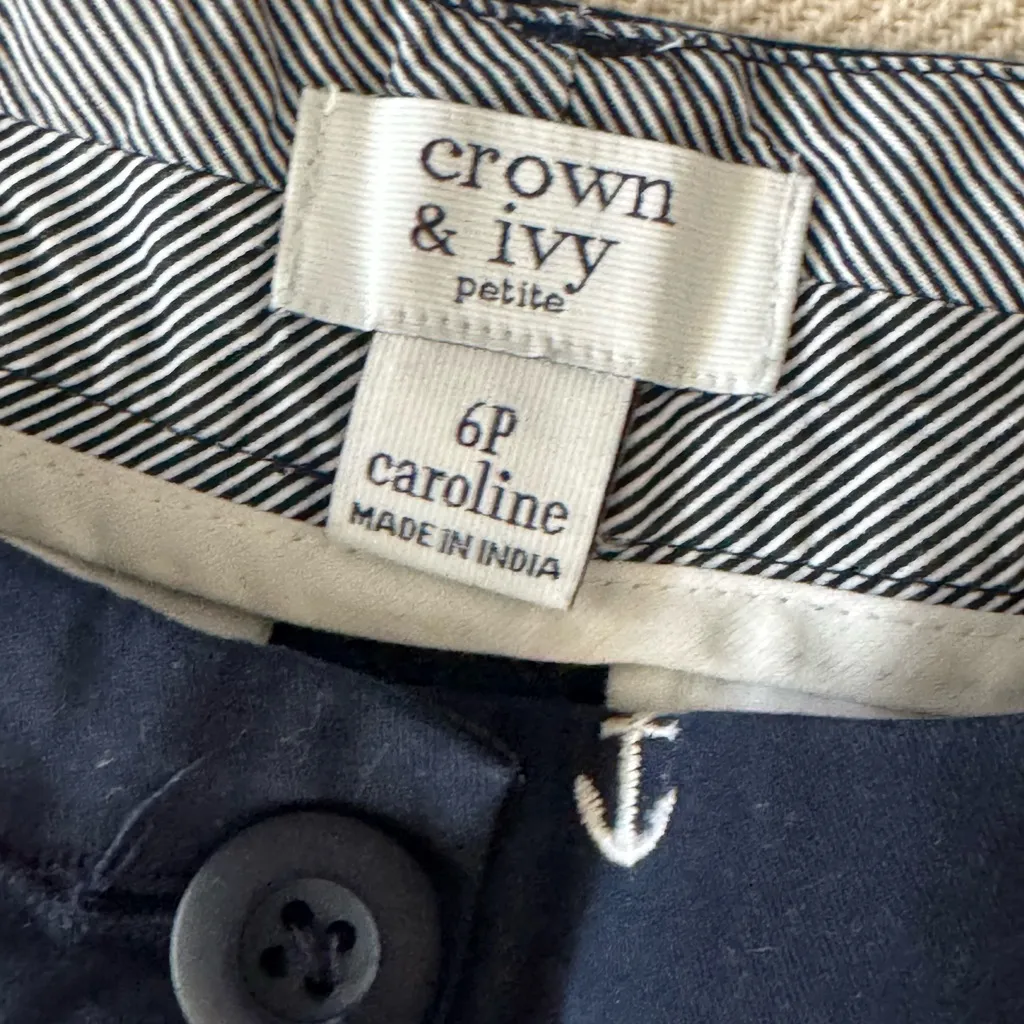 crown
& ivy
petite
6P
caroline
MADE IN INDIA